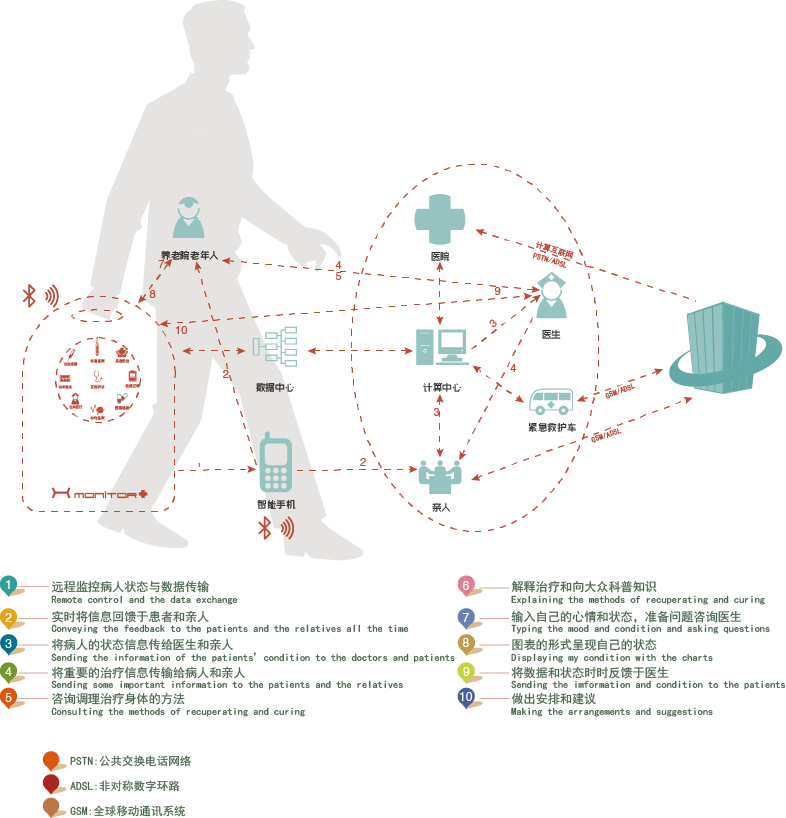 养老院老年人
7
8
4
5
医院
计算互联网
PSTN/ADSL
9
医生
10
3
数据中心
计算中心
2
4
3
紧急救护车
GSM/ADSL
GSM/ADSL
2
亲人
monitor
智能手机
1 远程监控病人状态与数据传输
Remote control and the data exchange
2 实时将信息回馈于患者和亲人
Conveying the feedback to the patients and the relatives all the time
3 将病人的状态信息传给医生和亲人
Sending the information of the patients' condition to the doctors and patients
4 将重要的治疗信息传输给病人和亲人
Sending some important information to the patients and the relatives
5 咨询调理治疗身体的方法
Consulting the methods of recuperating and curing
6 解释治疗和向大众科普知识
Explaining the methods of recuperating and curing
7 输入自己的心情和状态，准备问题咨询医生
Typing the mood and condition and asking questions
8 图表的形式呈现自己的状态
Displaying my condition with the charts
9 将数据和状态时时反馈于医生
Sending the imformation and condition to the patients
10 做出安排和建议
Making the arrangements and suggestions
PSTN:公共交换电话网络
ADSL:非对称数字环路
GSM:全球移动通讯系统